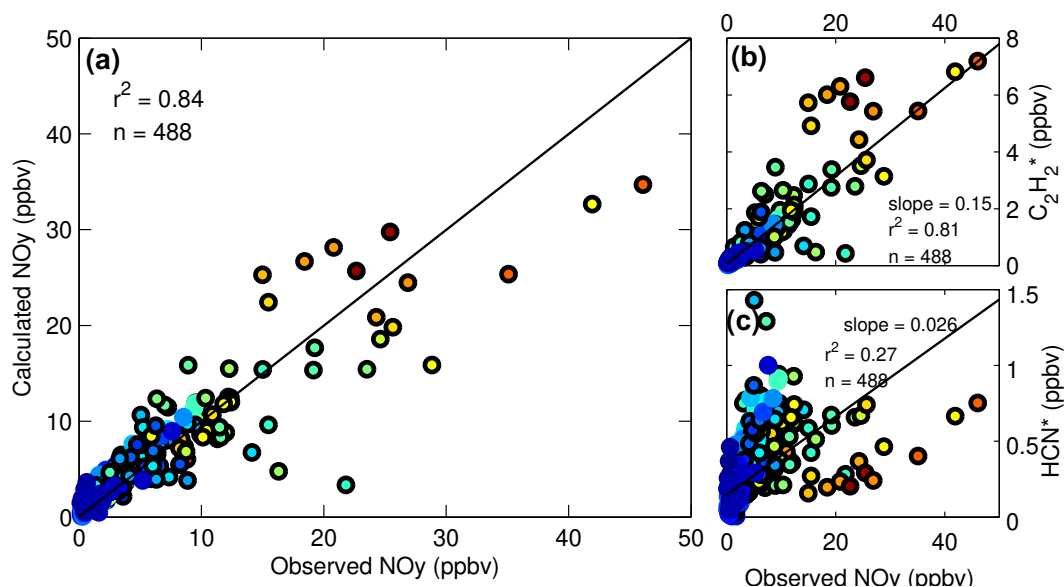 (a)
r² = 0.84
n = 488
50
40
30
20
10
0
Calculated NOy (ppbv)
0 10 20 30 40 50
Observed NOy (ppbv)
0 20 40
(b)
8
6
4
2
0
C₂H₂* (ppbv)
slope = 0.15
r² = 0.81
n = 488
(c)
1.5
1
0.5
0
HCN* (ppbv)
slope = 0.026
r² = 0.27
n = 488
0 20 40
Observed NOy (ppbv)